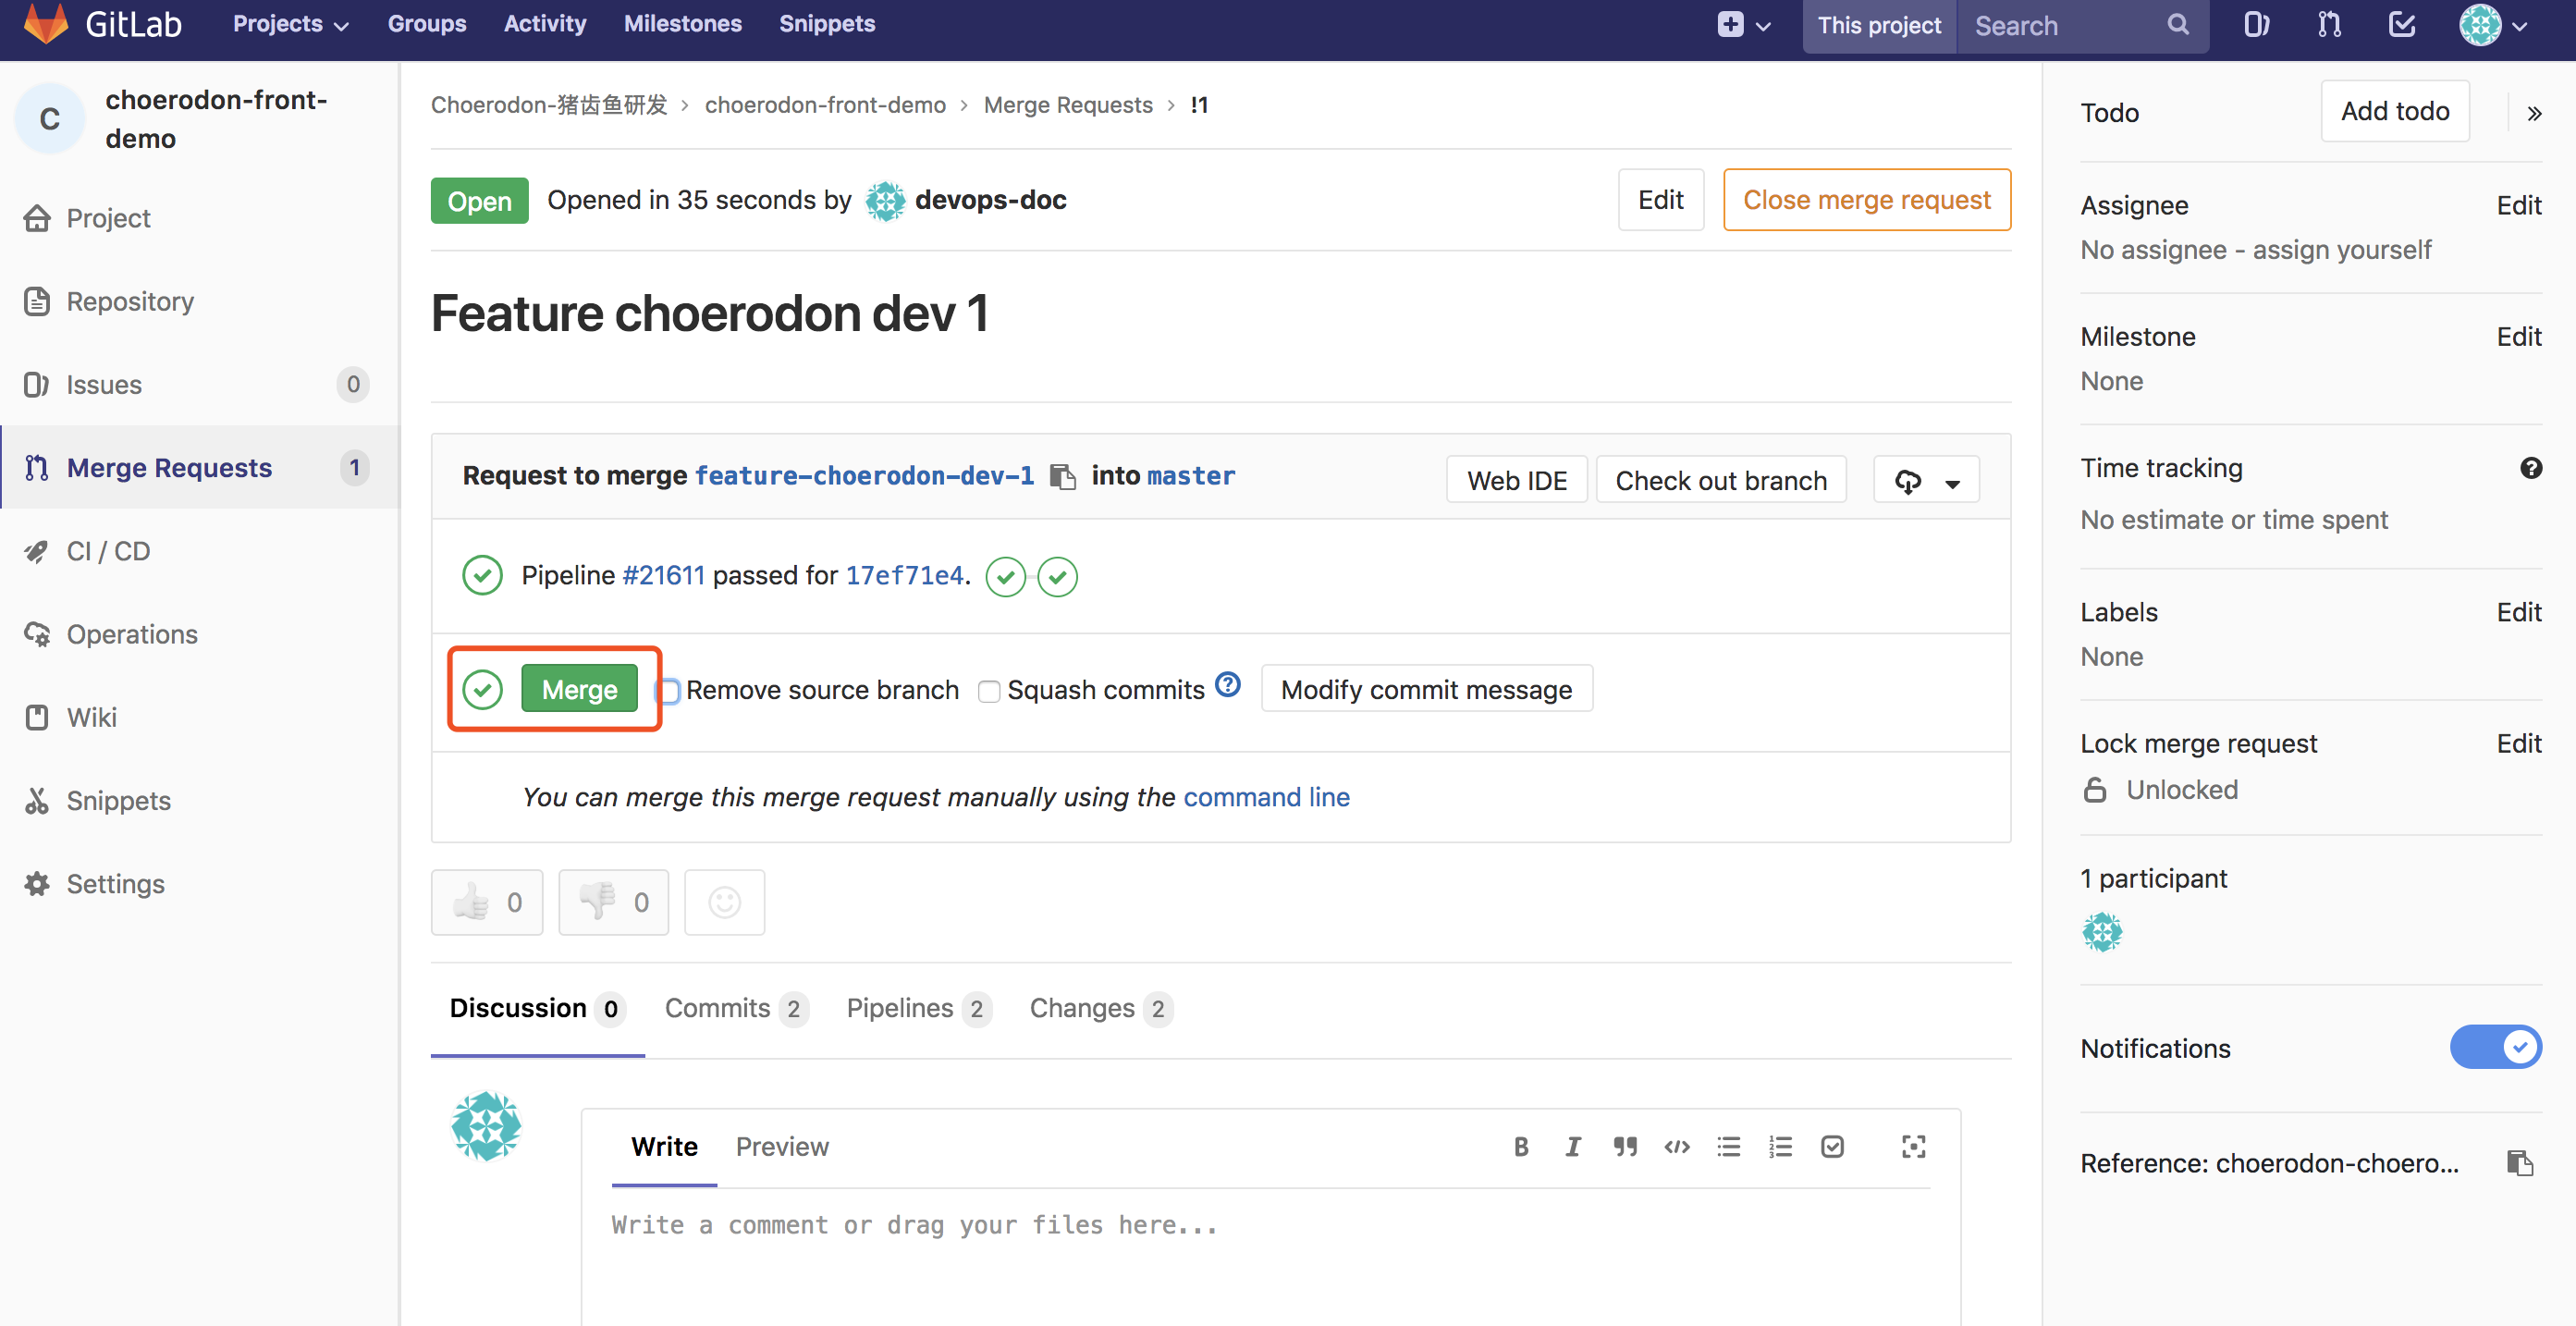 GitLab Projects Groups Activity Milestones Snippets This project Search
C choerodon-front-demo
Project
Repository
Issues 0
Merge Requests 1
CI / CD
Operations
Wiki
Snippets
Settings
Choerodon-猪齿鱼研发 › choerodon-front-demo › Merge Requests › !1
Open Opened in 35 seconds by devops-doc Edit Close merge request
Feature choerodon dev 1
Request to merge feature-choerodon-dev-1 into master Web IDE Check out branch
Pipeline #21611 passed for 17ef71e4.
Merge Remove source branch Squash commits Modify commit message
You can merge this merge request manually using the command line
0 0
Discussion 0 Commits 2 Pipelines 2 Changes 2
Write Preview
Write a comment or drag your files here...
Todo Add todo »
Assignee Edit
No assignee - assign yourself
Milestone Edit
None
Time tracking
No estimate or time spent
Labels Edit
None
Lock merge request Edit
Unlocked
1 participant
Notifications
Reference: choerodon-choero...